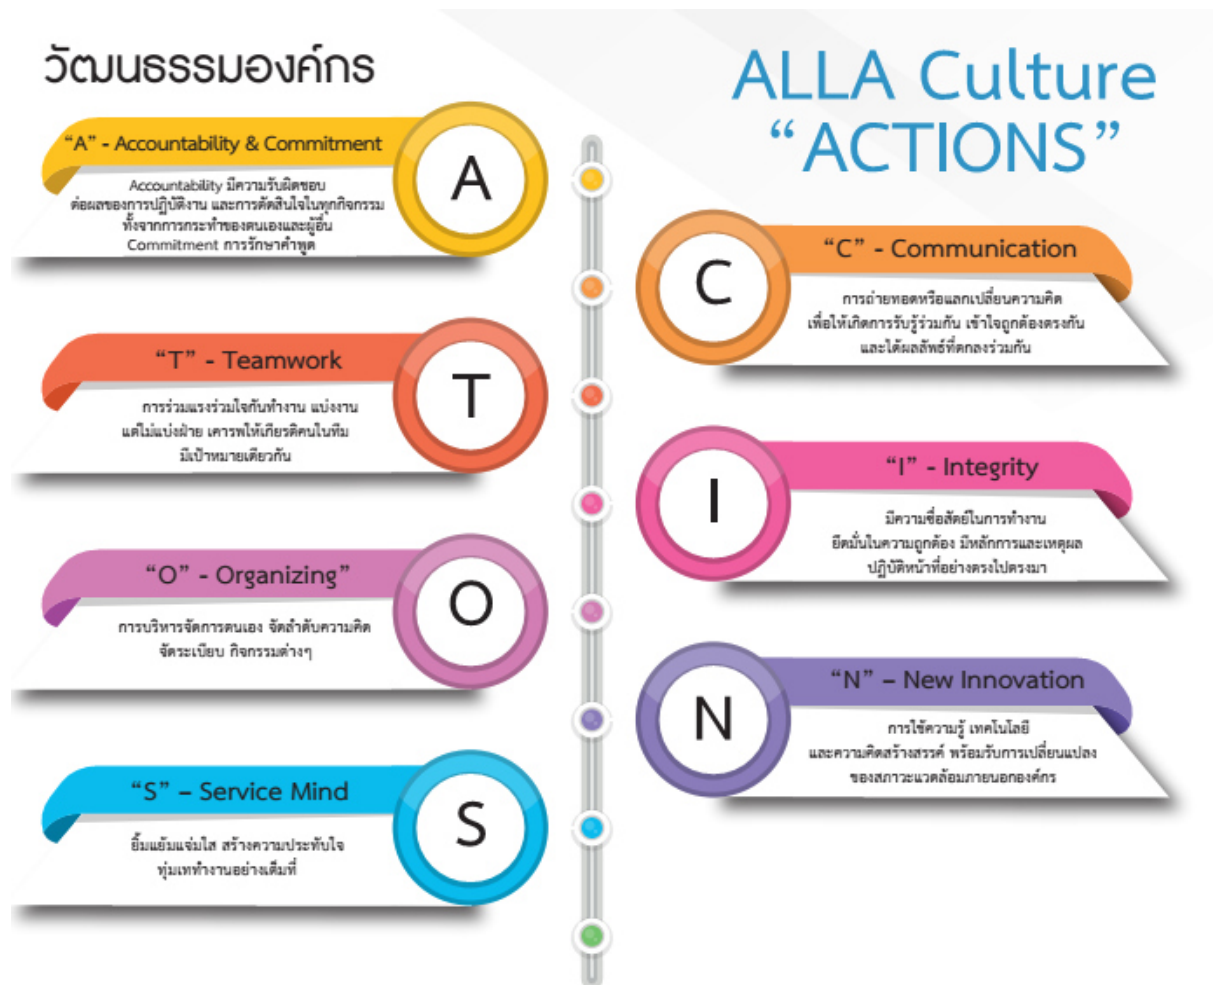 วัฒนธรรมองค์กร
ALLA Culture
“ACTIONS”
“A” - Accountability & Commitment
A
Accountability มีความรับผิดชอบ
ต่อผลของการปฏิบัติงาน และการตัดสินใจในทุกกิจกรรม
ทั้งจากการกระทำของตนเองและผู้อื่น
Commitment การรักษาคำพูด
C
“C” - Communication
การถ่ายทอดหรือแลกเปลี่ยนความคิด
เพื่อให้เกิดการรับรู้ร่วมกัน เข้าใจถูกต้องตรงกัน
และได้ผลลัพธ์ที่ตกลงร่วมกัน
“T” - Teamwork
T
การร่วมแรงร่วมใจกันทำงาน แบ่งงาน
แต่ไม่แบ่งฝ่าย เคารพให้เกียรติคนในทีม
มีเป้าหมายเดียวกัน
I
“I” - Integrity
มีความซื่อสัตย์ในการทำงาน
ยึดมั่นในความถูกต้อง มีหลักการและเหตุผล
ปฏิบัติหน้าที่อย่างตรงไปตรงมา
“O” - Organizing”
O
การบริหารจัดการตนเอง จัดลำดับความคิด
จัดระเบียบ กิจกรรมต่างๆ
N
“N” – New Innovation
การใช้ความรู้ เทคโนโลยี
และความคิดสร้างสรรค์ พร้อมรับการเปลี่ยนแปลง
ของสภาวะแวดล้อมภายนอกองค์กร
“S” – Service Mind
S
ยิ้มแย้มแจ่มใส สร้างความประทับใจ
ทุ่มเททำงานอย่างเต็มที่